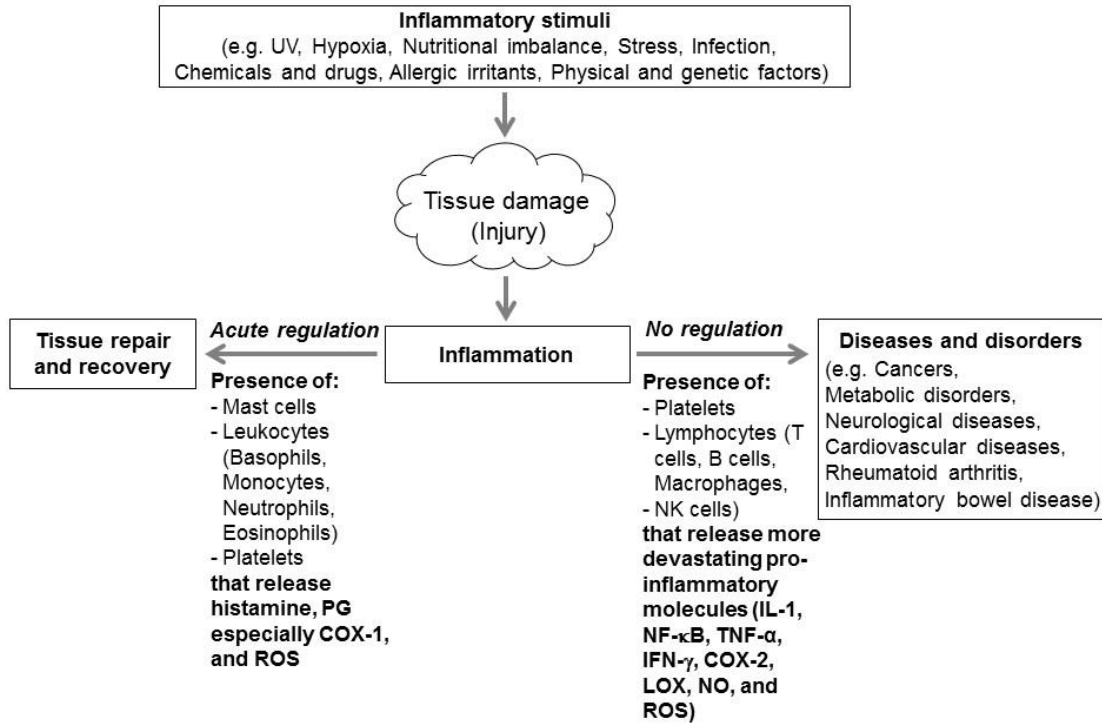 Inflammatory stimuli
(e.g. UV, Hypoxia, Nutritional imbalance, Stress, Infection,
Chemicals and drugs, Allergic irritants, Physical and genetic factors)
Tissue damage
(Injury)
Tissue repair
and recovery
Acute regulation
Inflammation
No regulation
Diseases and disorders
(e.g. Cancers,
Metabolic disorders,
Neurological diseases,
Cardiovascular diseases,
Rheumatoid arthritis,
Inflammatory bowel disease)
Presence of:
- Mast cells
- Leukocytes
(Basophils,
Monocytes,
Neutrophils,
Eosinophils)
- Platelets
that release
histamine, PG
especially COX-1,
and ROS
Presence of:
- Platelets
- Lymphocytes (T
cells, B cells,
Macrophages,
- NK cells)
that release more
devastating pro-
inflammatory
molecules (IL-1,
NF-κB, TNF-α,
IFN-γ, COX-2,
LOX, NO, and
ROS)